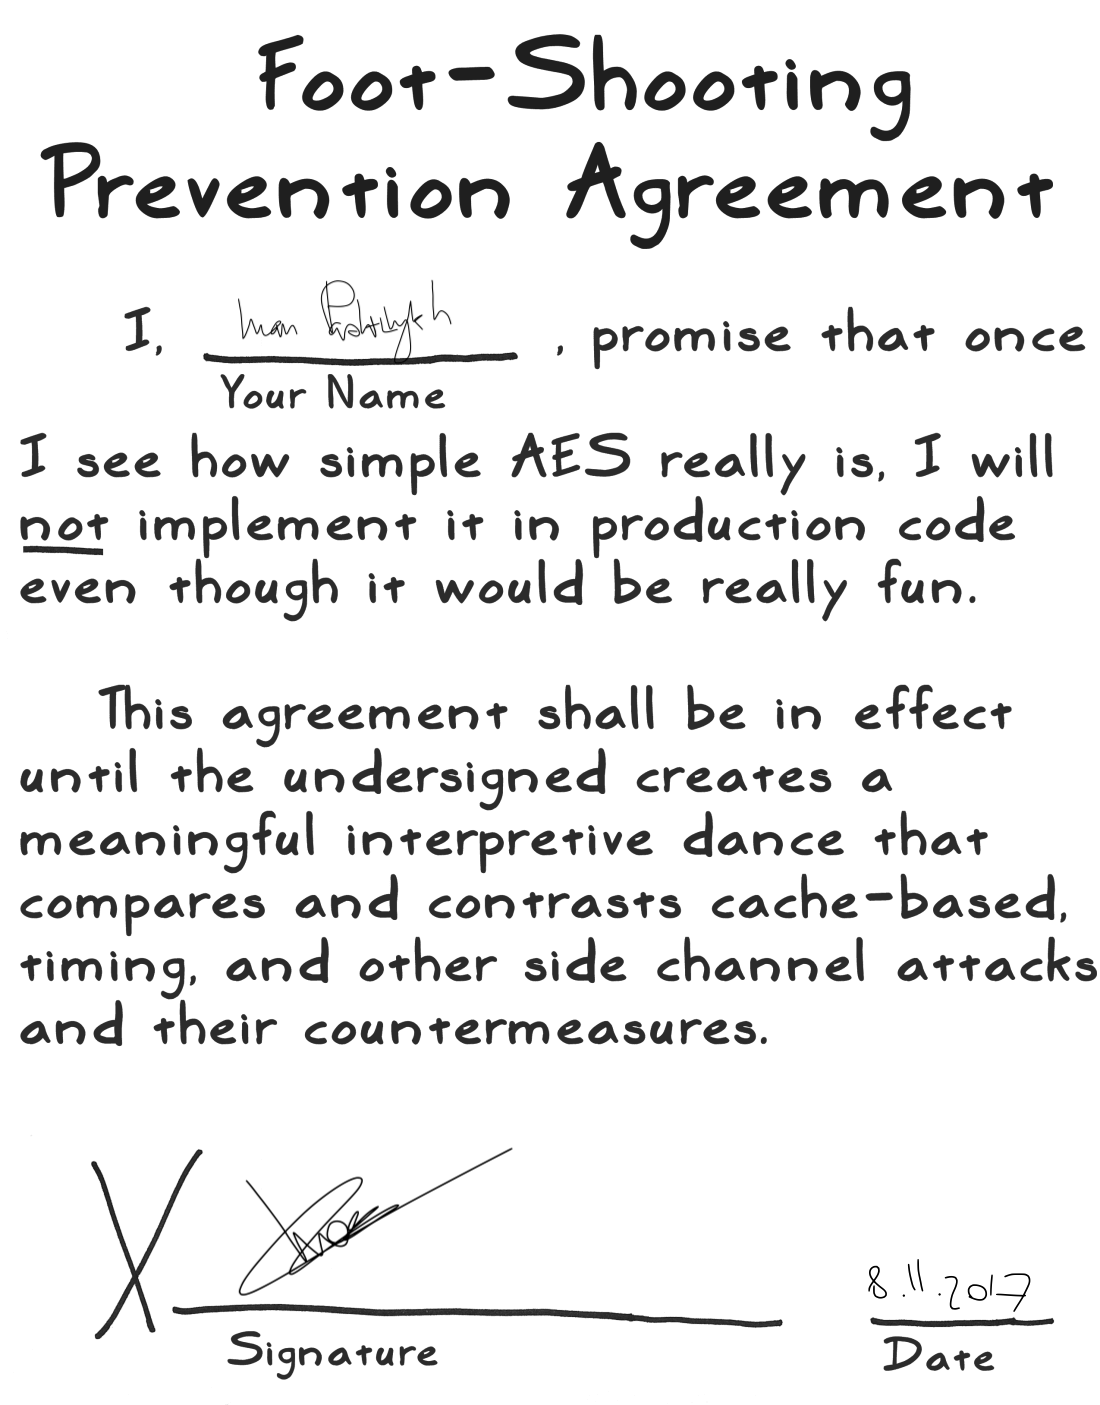 Foot-Shooting
Prevention Agreement
I, , promise that once
Your Name
I see how simple AES really is, I will
not implement it in production code
even though it would be really fun.
This agreement shall be in effect
until the undersigned creates a
meaningful interpretive dance that
compares and contrasts cache-based,
timing, and other side channel attacks
and their countermeasures.
X
8.11.2017
Signature Date